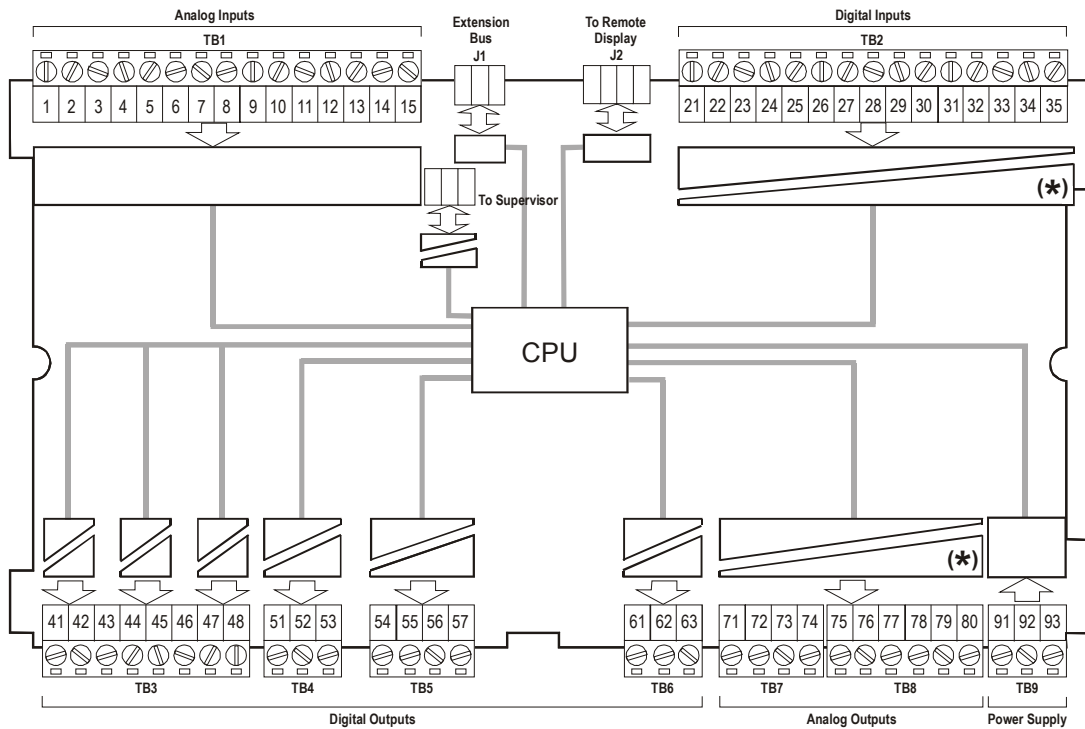 Analog Inputs
TB1
Extension
Bus
J1
To Remote
Display
J2
Digital Inputs
TB2
1 2 3 4 5 6 7 8 9 10 11 12 13 14 15
21 22 23 24 25 26 27 28 29 30 31 32 33 34 35
(*)
To Supervisor
CPU
(*)
41 42 43 44 45 46 47 48
51 52 53
54 55 56 57
61 62 63
71 72 73 74
75 76 77 78 79 80
91 92 93
TB3
TB4
TB5
TB6
TB7
TB8
TB9
Digital Outputs
Analog Outputs
Power Supply